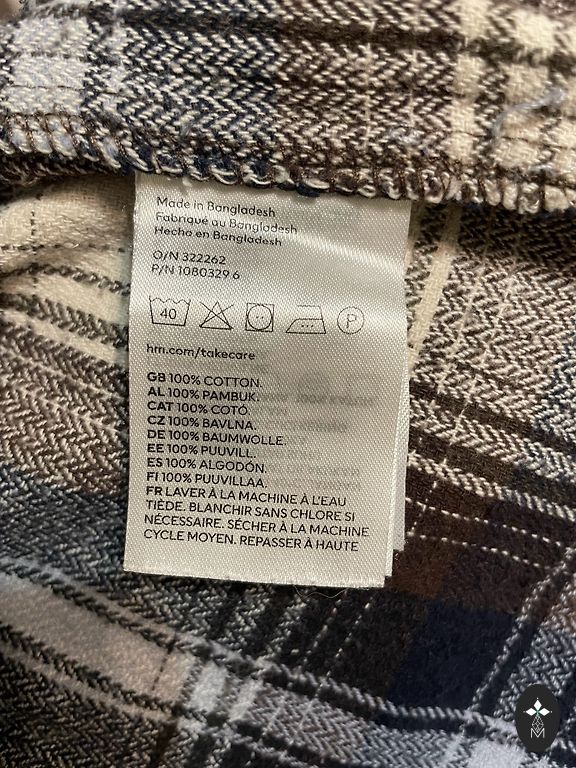 Made in Bangladesh
Fabriqué au Bangladesh
Hecho en Bangladesh
O/N 322262
P/N 1080329 6
40
P
hm.com/takecare
GB 100% COTTON.
AL 100% PAMBUK.
CAT 100% COTÓ.
CZ 100% BAVLNA.
DE 100% BAUMWOLLE.
EE 100% PUUVILL.
ES 100% ALGODÓN.
FI 100% PUUVILLAA.
FR LAVER À LA MACHINE À L'EAU
TIÈDE. BLANCHIR SANS CHLORE SI
NÉCESSAIRE. SÉCHER À LA MACHINE
CYCLE MOYEN. REPASSER À HAUTE
M